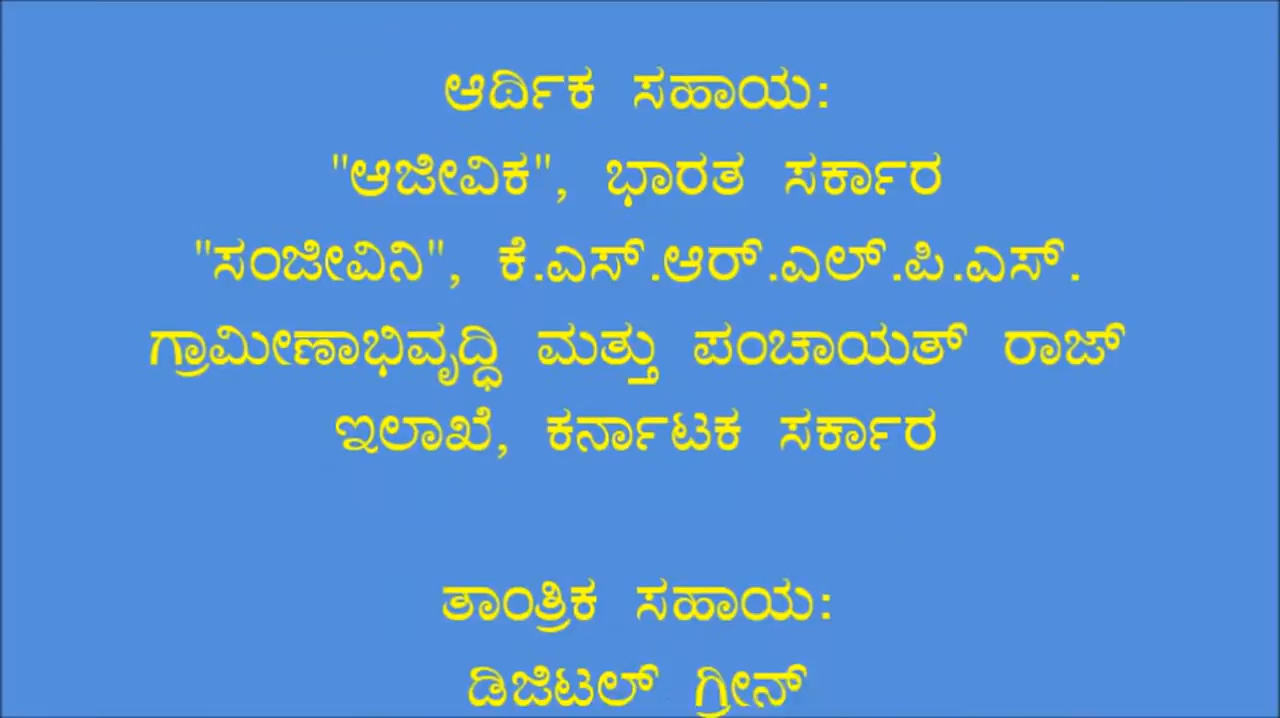 ಆರ್ದಿಕ ಸಹಾಯ:
"ಆಜೀವಿಕ", ಭಾರತ ಸರ್ಕಾರ
"ಸಂಜೀವಿನಿ", ಕೆ.ಎಸ್.ಆರ್.ಎಲ್.ಪಿ.ಎಸ್.
ಗ್ರಾಮೀಣಾಭಿವೃದ್ಧಿ ಮತ್ತು ಪಂಚಾಯತ್ ರಾಜ್
ಇಲಾಖೆ, ಕರ್ನಾಟಕ ಸರ್ಕಾರ
ತಾಂತ್ರಿಕ ಸಹಾಯ:
ಡಿಜಿಟಲ್ ಗ್ರೀನ್